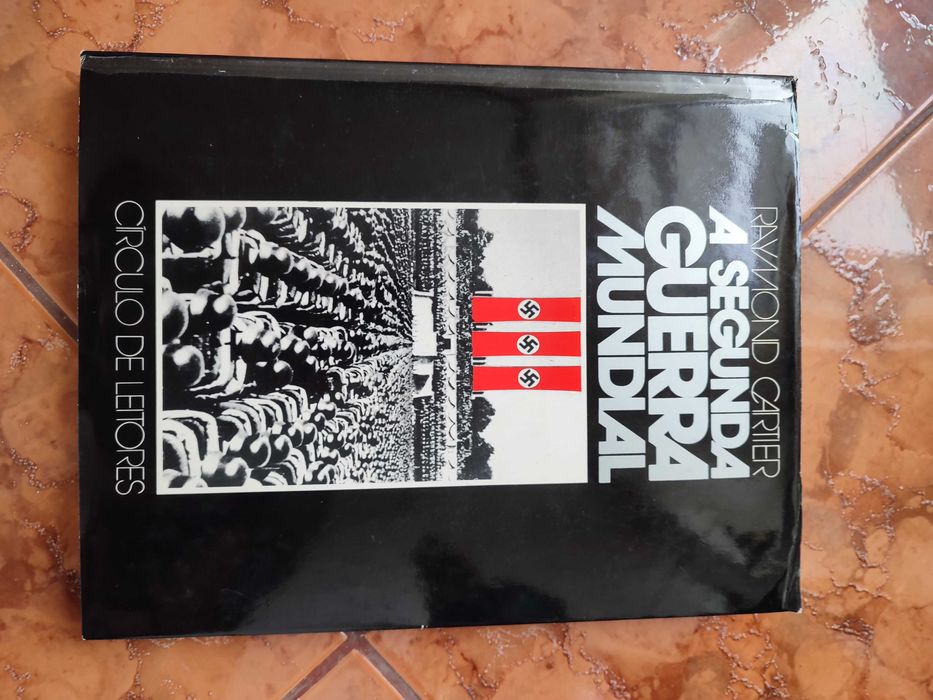 RAYMOND CARTIER
A SEGUNDA
GUERRA
MUNDIAL
CÍRCULO DE LEITORES